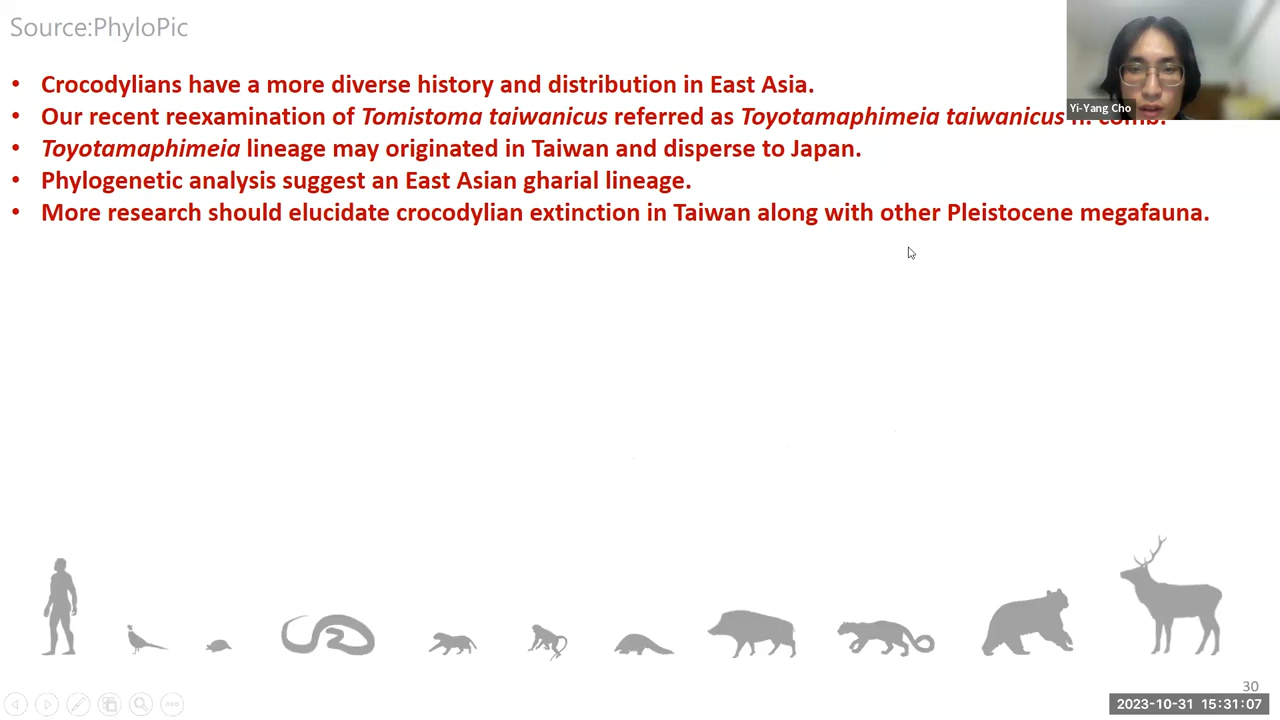 Source:PhyloPic
• Crocodylians have a more diverse history and distribution in East Asia.
• Our recent reexamination of Tomistoma taiwanicus referred as Toyotamaphimeia taiwanicus n. comb.
• Toyotamaphimeia lineage may originated in Taiwan and disperse to Japan.
• Phylogenetic analysis suggest an East Asian gharial lineage.
• More research should elucidate crocodylian extinction in Taiwan along with other Pleistocene megafauna.
Yi-Yang Cho
30
2023-10-31 15:31:07